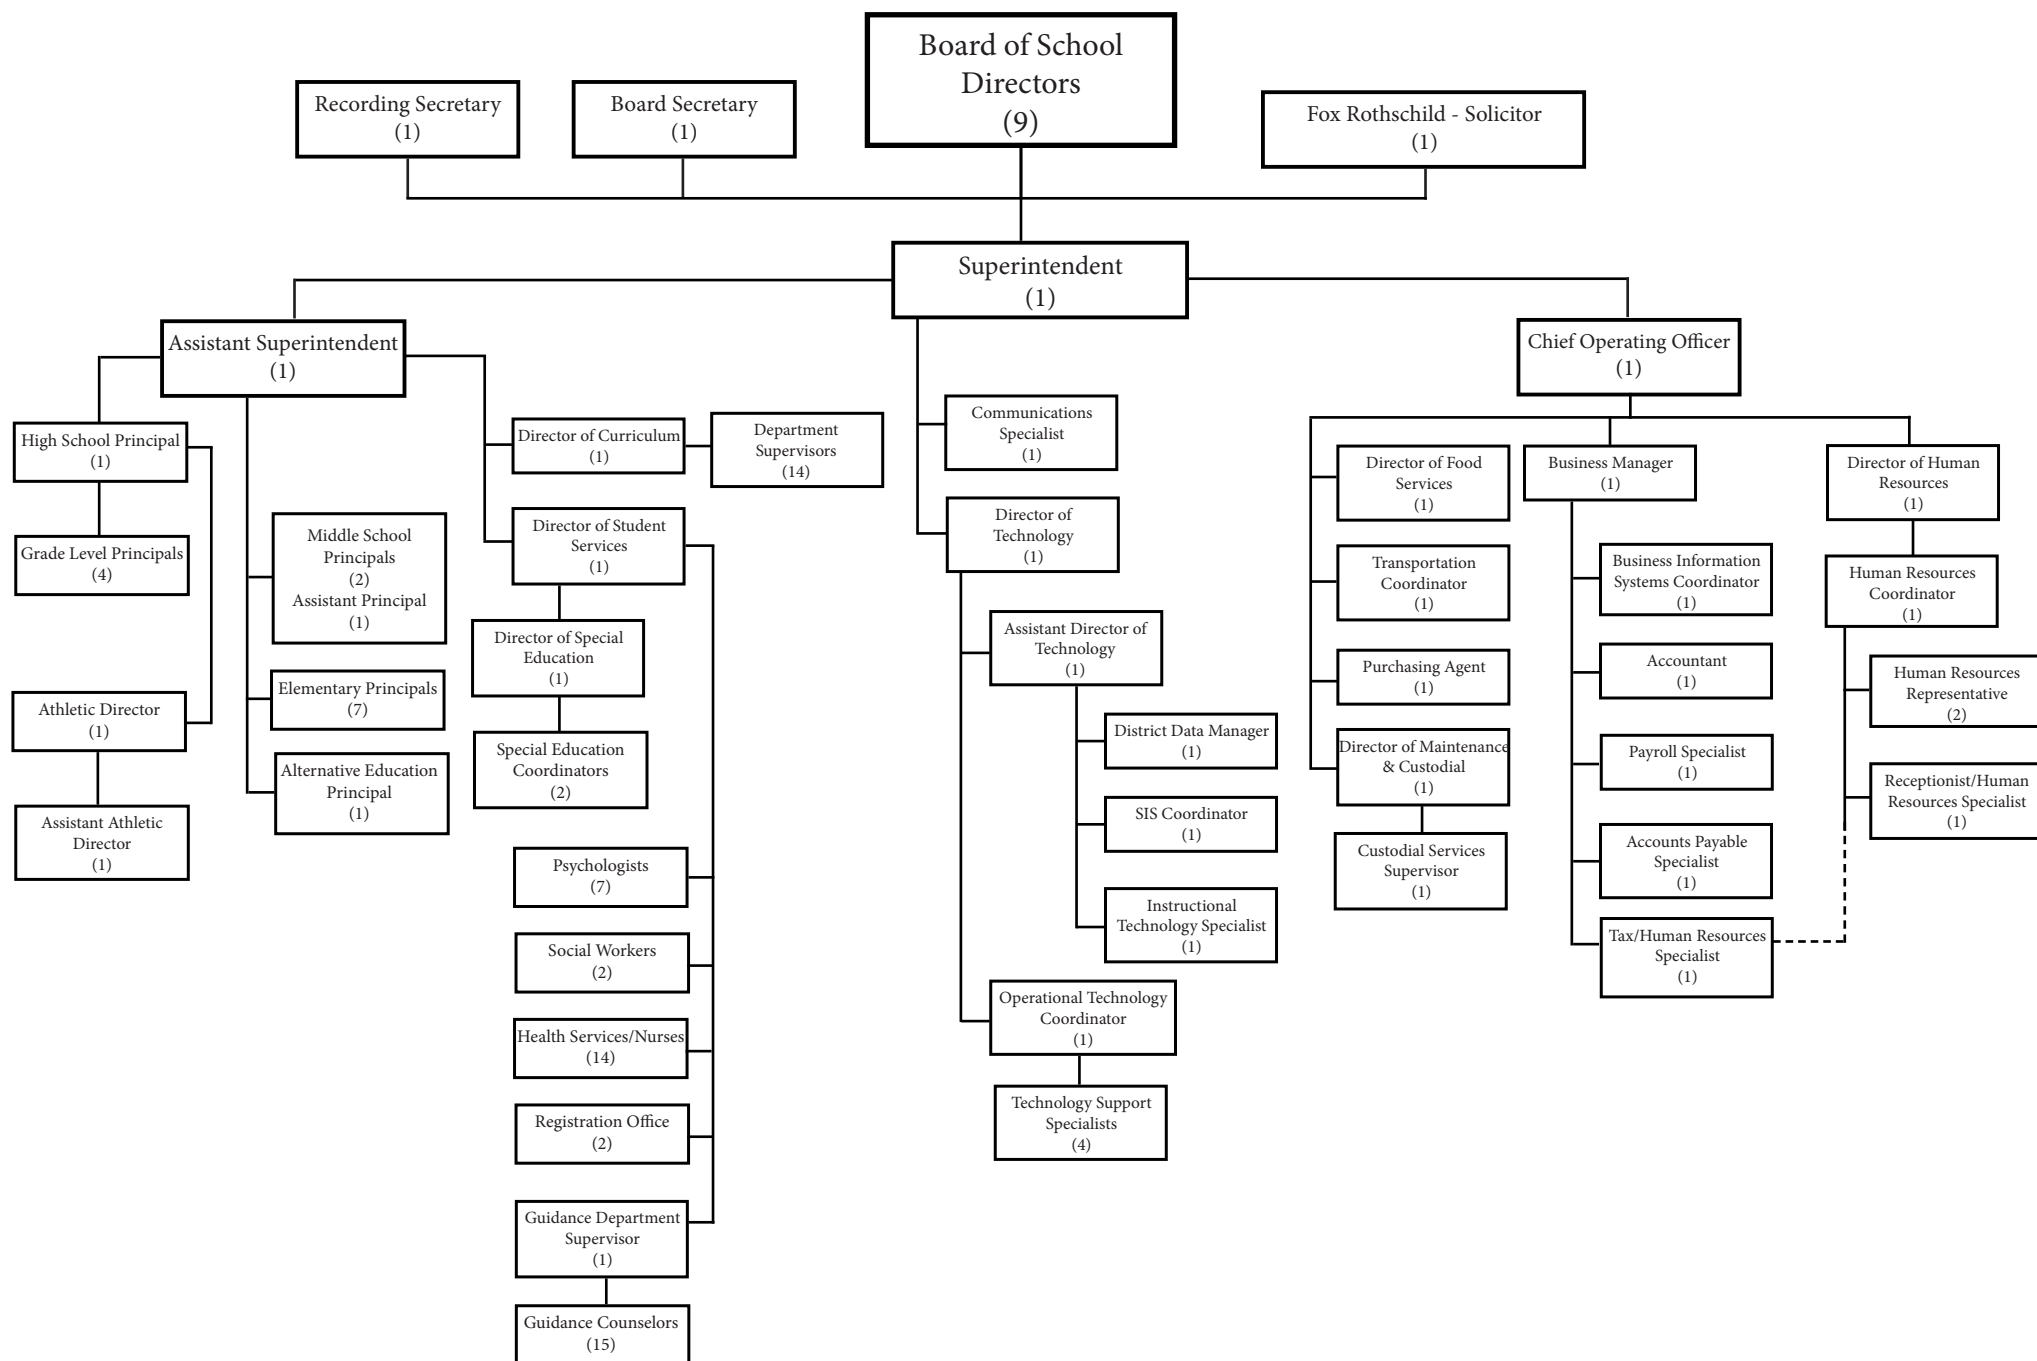 Board of School
Directors
(9)
Recording Secretary
(1)
Board Secretary
(1)
Fox Rothschild - Solicitor
(1)
Superintendent
(1)
Assistant Superintendent
(1)
High School Principal
(1)
Grade Level Principals
(4)
Athletic Director
(1)
Assistant Athletic
Director
(1)
Middle School
Principals
(2)
Assistant Principal
(1)
Elementary Principals
(7)
Alternative Education
Principal
(1)
Director of Curriculum
(1)
Department
Supervisors
(14)
Director of Student
Services
(1)
Director of Special
Education
(1)
Special Education
Coordinators
(2)
Psychologists
(7)
Social Workers
(2)
Health Services/Nurses
(14)
Registration Office
(2)
Guidance Department
Supervisor
(1)
Guidance Counselors
(15)
Communications
Specialist
(1)
Director of
Technology
(1)
Assistant Director of
Technology
(1)
District Data Manager
(1)
SIS Coordinator
(1)
Instructional
Technology Specialist
(1)
Operational Technology
Coordinator
(1)
Technology Support
Specialists
(4)
Chief Operating Officer
(1)
Director of Food
Services
(1)
Transportation
Coordinator
(1)
Purchasing Agent
(1)
Director of Maintenance
& Custodial
(1)
Custodial Services
Supervisor
(1)
Business Manager
(1)
Business Information
Systems Coordinator
(1)
Accountant
(1)
Payroll Specialist
(1)
Accounts Payable
Specialist
(1)
Tax/Human Resources
Specialist
(1)
Director of Human
Resources
(1)
Human Resources
Coordinator
(1)
Human Resources
Representative
(2)
Receptionist/Human
Resources Specialist
(1)